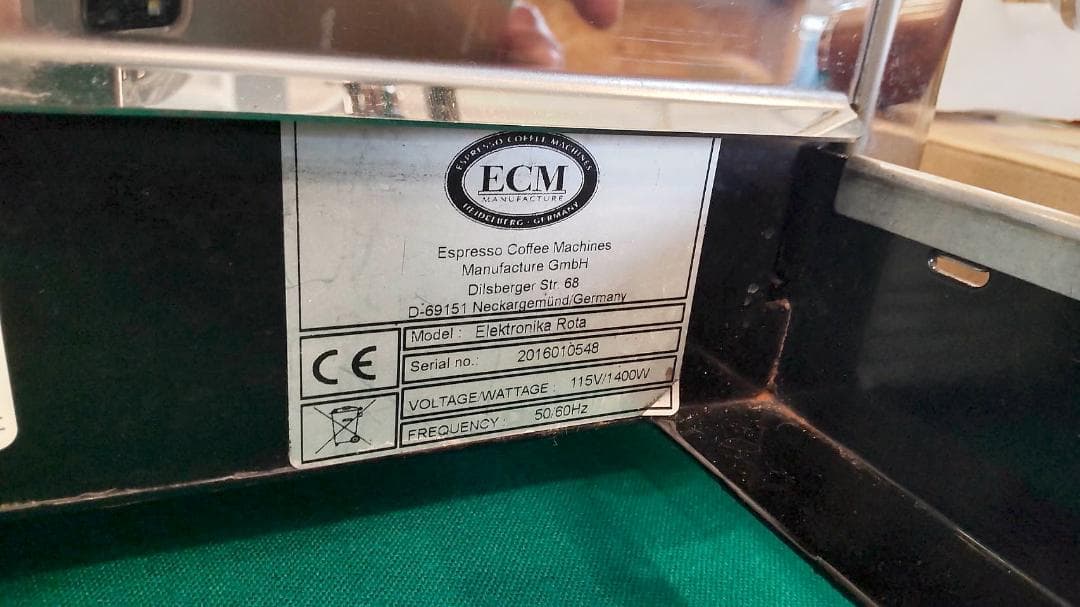 ESPRESSO COFFEE MACHINES
ECM
MANUFACTURE
HEIDELBERG - GERMANY
Espresso Coffee Machines
Manufacture GmbH
Dilsberger Str. 68
D-69151 Neckargemünd/Germany
Model : Elektronika Rota
CE
Serial no.: 2016010548
VOLTAGE/WATTAGE : 115V/1400W
FREQUENCY : 50/60Hz